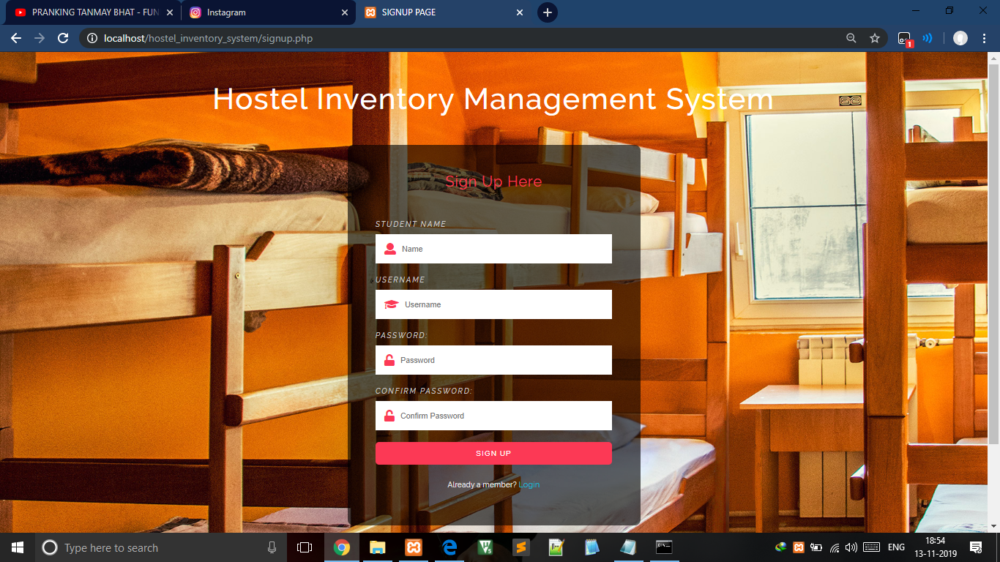 PRANKING TANMAY BHAT - FUN
Instagram
SIGNUP PAGE
localhost/hostel_inventory_system/signup.php
1
Hostel Inventory Management System
Sign Up Here
STUDENT NAME
Name
USERNAME
Username
PASSWORD:
Password
CONFIRM PASSWORD:
Confirm Password
SIGN UP
Already a member? Login
Type here to search
ENG
18:54
13-11-2019